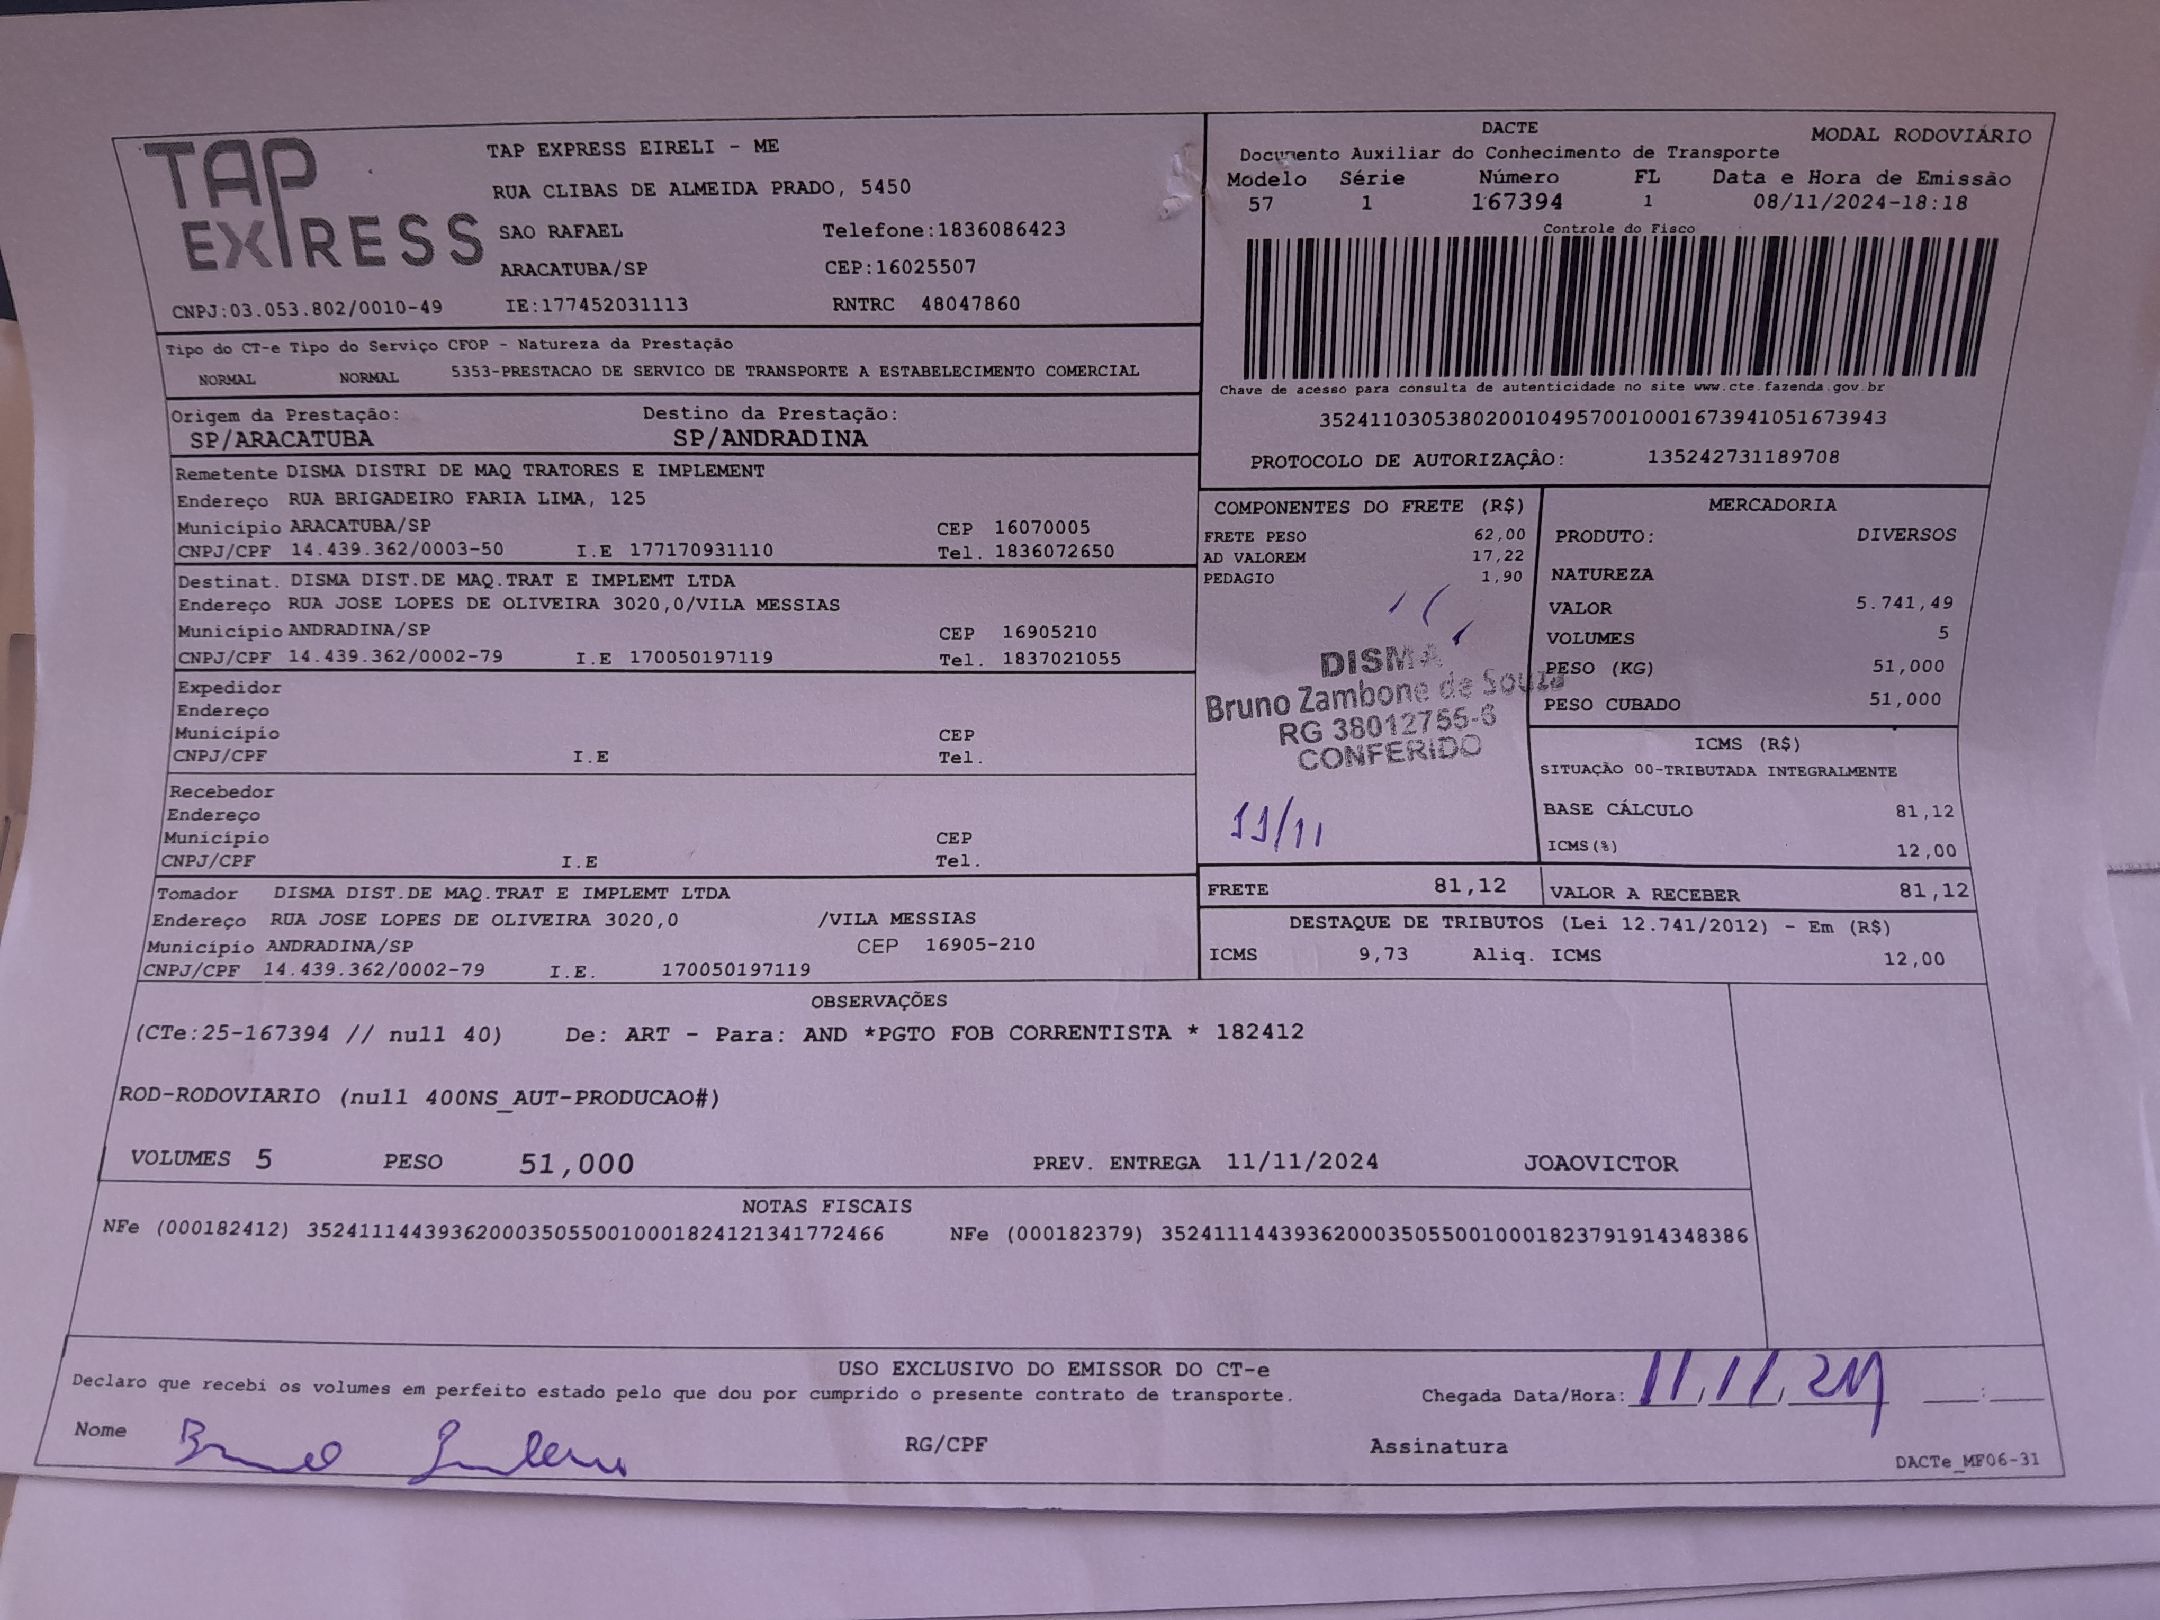 TAP EXPRESS
TAP EXPRESS EIRELI - ME
RUA CLIBAS DE ALMEIDA PRADO, 5450
SAO RAFAEL Telefone:1836086423
ARACATUBA/SP CEP:16025507
CNPJ:03.053.802/0010-49 IE:177452031113 RNTRC 48047860
DACTE MODAL RODOVIÁRIO
Documento Auxiliar do Conhecimento de Transporte
Modelo Série Número FL Data e Hora de Emissão
57 1 167394 1 08/11/2024-18:18
Controle do Fisco
Chave de acesso para consulta de autenticidade no site www.cte.fazenda.gov.br
35241103053802001049570010001673941051673943
PROTOCOLO DE AUTORIZAÇÃO: 135242731189708
Tipo do CT-e Tipo do Serviço CFOP - Natureza da Prestação
NORMAL NORMAL 5353-PRESTACAO DE SERVICO DE TRANSPORTE A ESTABELECIMENTO COMERCIAL
Origem da Prestação: Destino da Prestação:
SP/ARACATUBA SP/ANDRADINA
Remetente DISMA DISTRI DE MAQ TRATORES E IMPLEMENT
Endereço RUA BRIGADEIRO FARIA LIMA, 125
Município ARACATUBA/SP CEP 16070005
CNPJ/CPF 14.439.362/0003-50 I.E 177170931110 Tel. 1836072650
Destinat. DISMA DIST.DE MAQ.TRAT E IMPLEMT LTDA
Endereço RUA JOSE LOPES DE OLIVEIRA 3020,0/VILA MESSIAS
Município ANDRADINA/SP CEP 16905210
CNPJ/CPF 14.439.362/0002-79 I.E 170050197119 Tel. 1837021055
Expedidor
Endereço
Município CEP
CNPJ/CPF I.E Tel.
Recebedor
Endereço
Município CEP
CNPJ/CPF I.E Tel.
Tomador DISMA DIST.DE MAQ.TRAT E IMPLEMT LTDA
Endereço RUA JOSE LOPES DE OLIVEIRA 3020,0 /VILA MESSIAS
Município ANDRADINA/SP CEP 16905-210
CNPJ/CPF 14.439.362/0002-79 I.E. 170050197119
COMPONENTES DO FRETE (R$)
FRETE PESO 62,00
AD VALOREM 17,22
PEDAGIO 1,90
DISMA
Bruno Zambone de Souza
RG 38012755-6
CONFERIDO
11/11
MERCADORIA
PRODUTO: DIVERSOS
NATUREZA
VALOR 5.741,49
VOLUMES 5
PESO (KG) 51,000
PESO CUBADO 51,000
ICMS (R$)
SITUAÇÃO 00-TRIBUTADA INTEGRALMENTE
BASE CÁLCULO 81,12
ICMS(%) 12,00
FRETE 81,12 VALOR A RECEBER 81,12
DESTAQUE DE TRIBUTOS (Lei 12.741/2012) - Em (R$)
ICMS 9,73 Aliq. ICMS 12,00
OBSERVAÇÕES
(CTe:25-167394 // null 40) De: ART - Para: AND *PGTO FOB CORRENTISTA * 182412
ROD-RODOVIARIO (null 400NS_AUT-PRODUCAO#)
VOLUMES 5 PESO 51,000 PREV. ENTREGA 11/11/2024 JOAOVICTOR
NOTAS FISCAIS
NFe (000182412) 35241114439362000350550010001824121341772466 NFe (000182379) 35241114439362000350550010001823791914348386
USO EXCLUSIVO DO EMISSOR DO CT-e
Declaro que recebi os volumes em perfeito estado pelo que dou por cumprido o presente contrato de transporte. Chegada Data/Hora: 11/11/24 __:__
Nome Bruno RG/CPF Assinatura
DACTe_MF06-31